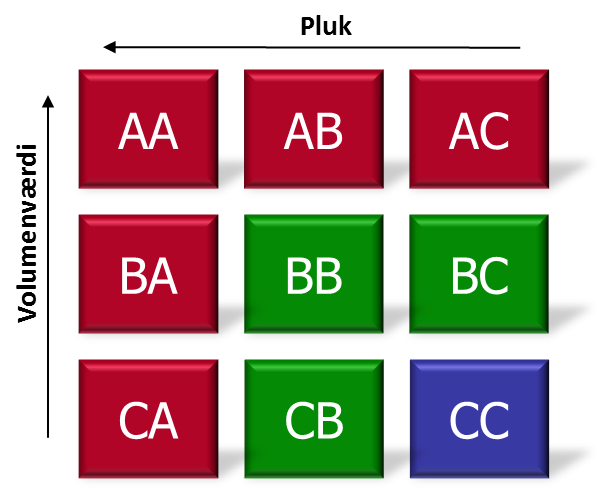 Pluk
Volumenværdi
AA AB AC
BA BB BC
CA CB CC